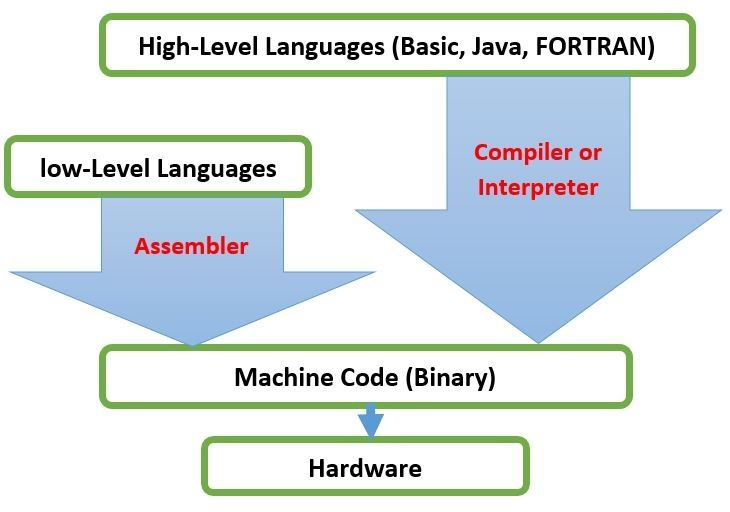 High-Level Languages (Basic, Java, FORTRAN)
Compiler or
Interpreter
low-Level Languages
Assembler
Machine Code (Binary)
Hardware